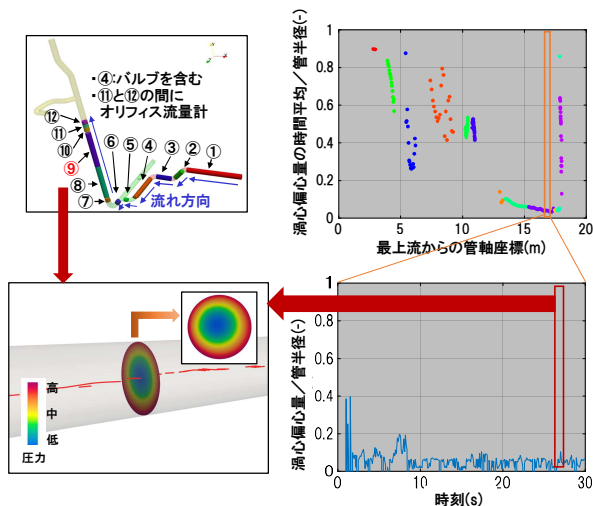 ・④:バルブを含む
・⑪と⑫の間に
オリフィス流量計
⑫
⑪
⑩
⑨
⑧
⑦
⑥
⑤
④
③
②
①
流れ方向
渦心偏心量の時間平均／管半径(-)
1
0.8
0.6
0.4
0.2
0
0
5
10
15
20
最上流からの管軸座標(m)
高
中
低
圧力
渦心偏心量／管半径(-)
1
0.8
0.6
0.4
0.2
0
0
10
20
30
時刻(s)